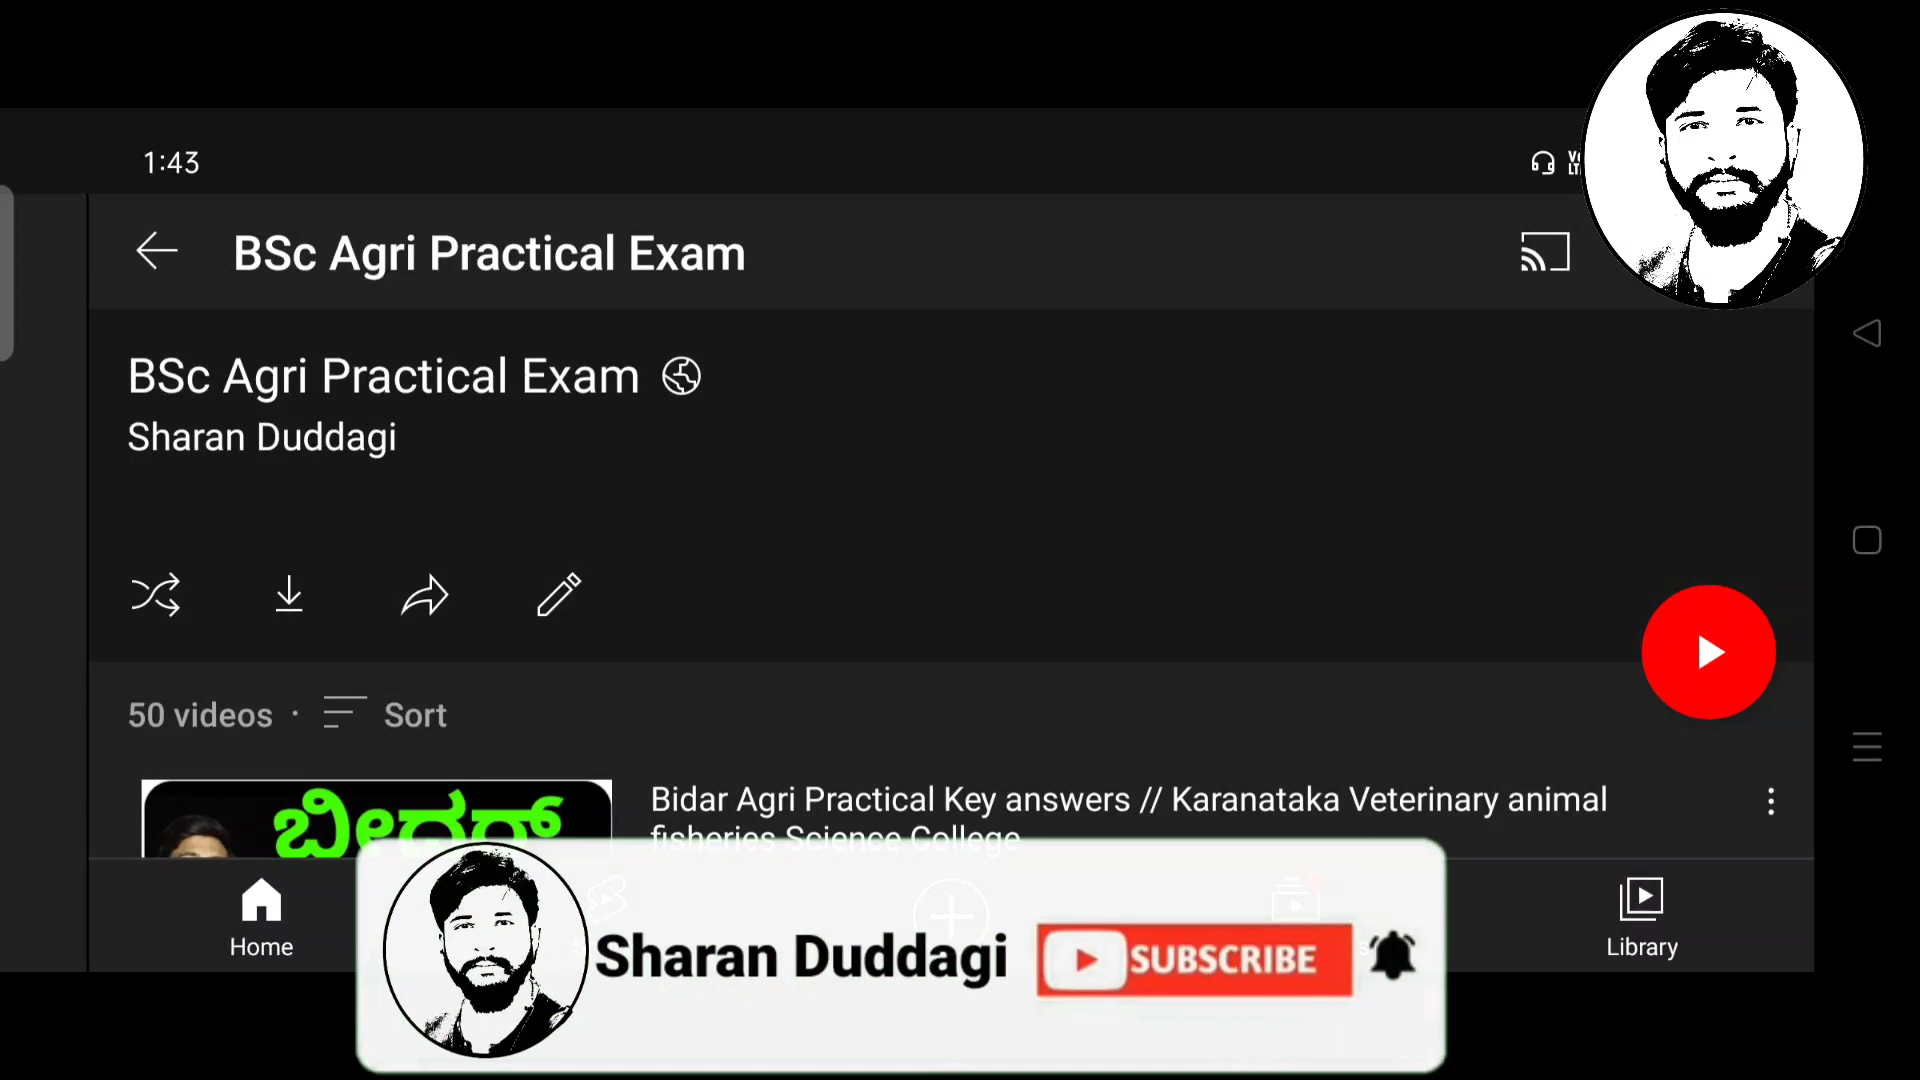 1:43
BSc Agri Practical Exam
BSc Agri Practical Exam
Sharan Duddagi
50 videos · Sort
ಬೀದರ್
Bidar Agri Practical Key answers // Karanataka Veterinary animal
fisheries Science College
Home
Library
Sharan Duddagi
SUBSCRIBE